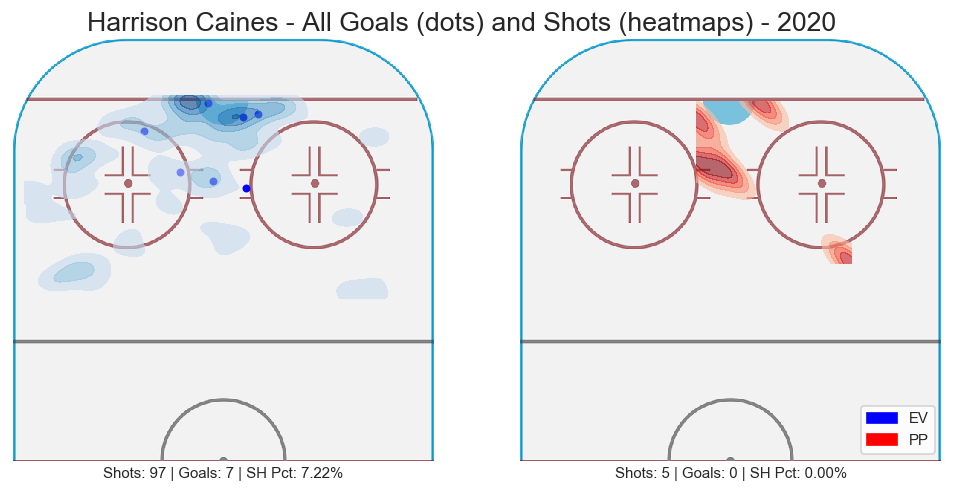 Harrison Caines - All Goals (dots) and Shots (heatmaps) - 2020
EV
PP
Shots: 97 | Goals: 7 | SH Pct: 7.22%
Shots: 5 | Goals: 0 | SH Pct: 0.00%